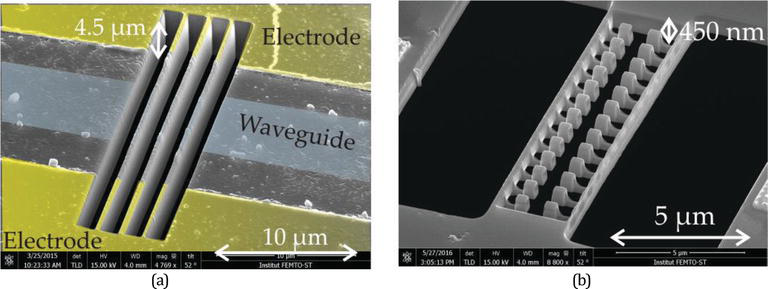 4.5 µm
Electrode
Waveguide
Electrode
10 µm
3/25/2015 det HV WD mag tilt 10 µm
10:23:33 AM TLD 15.00 kV 4.0 mm 4 769 x 52 ° Institut FEMTO-ST
(a)
450 nm
5 µm
5/27/2016 det HV WD mag tilt 5 µm
3:05:13 PM TLD 15.00 kV 4.0 mm 8 800 x 52 ° Institut FEMTO-ST
(b)